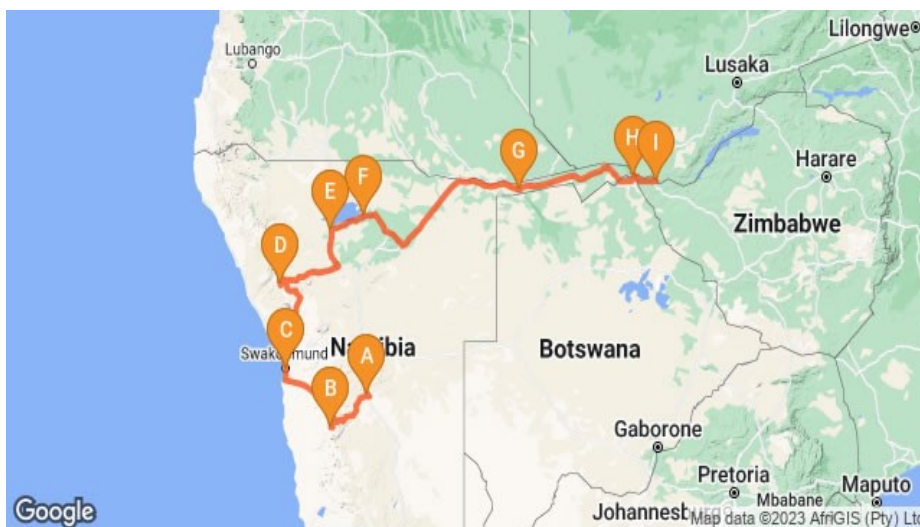 Lubango
Lilongwe
Lusaka
H
I
G
Harare
F
E
Zimbabwe
D
C
Swakopmund
Namibia
A
Botswana
B
Gaborone
Pretoria
Maputo
Mbabane
Johannesburg
Google
Map data ©2023 AfriGIS (Pty) Ltd